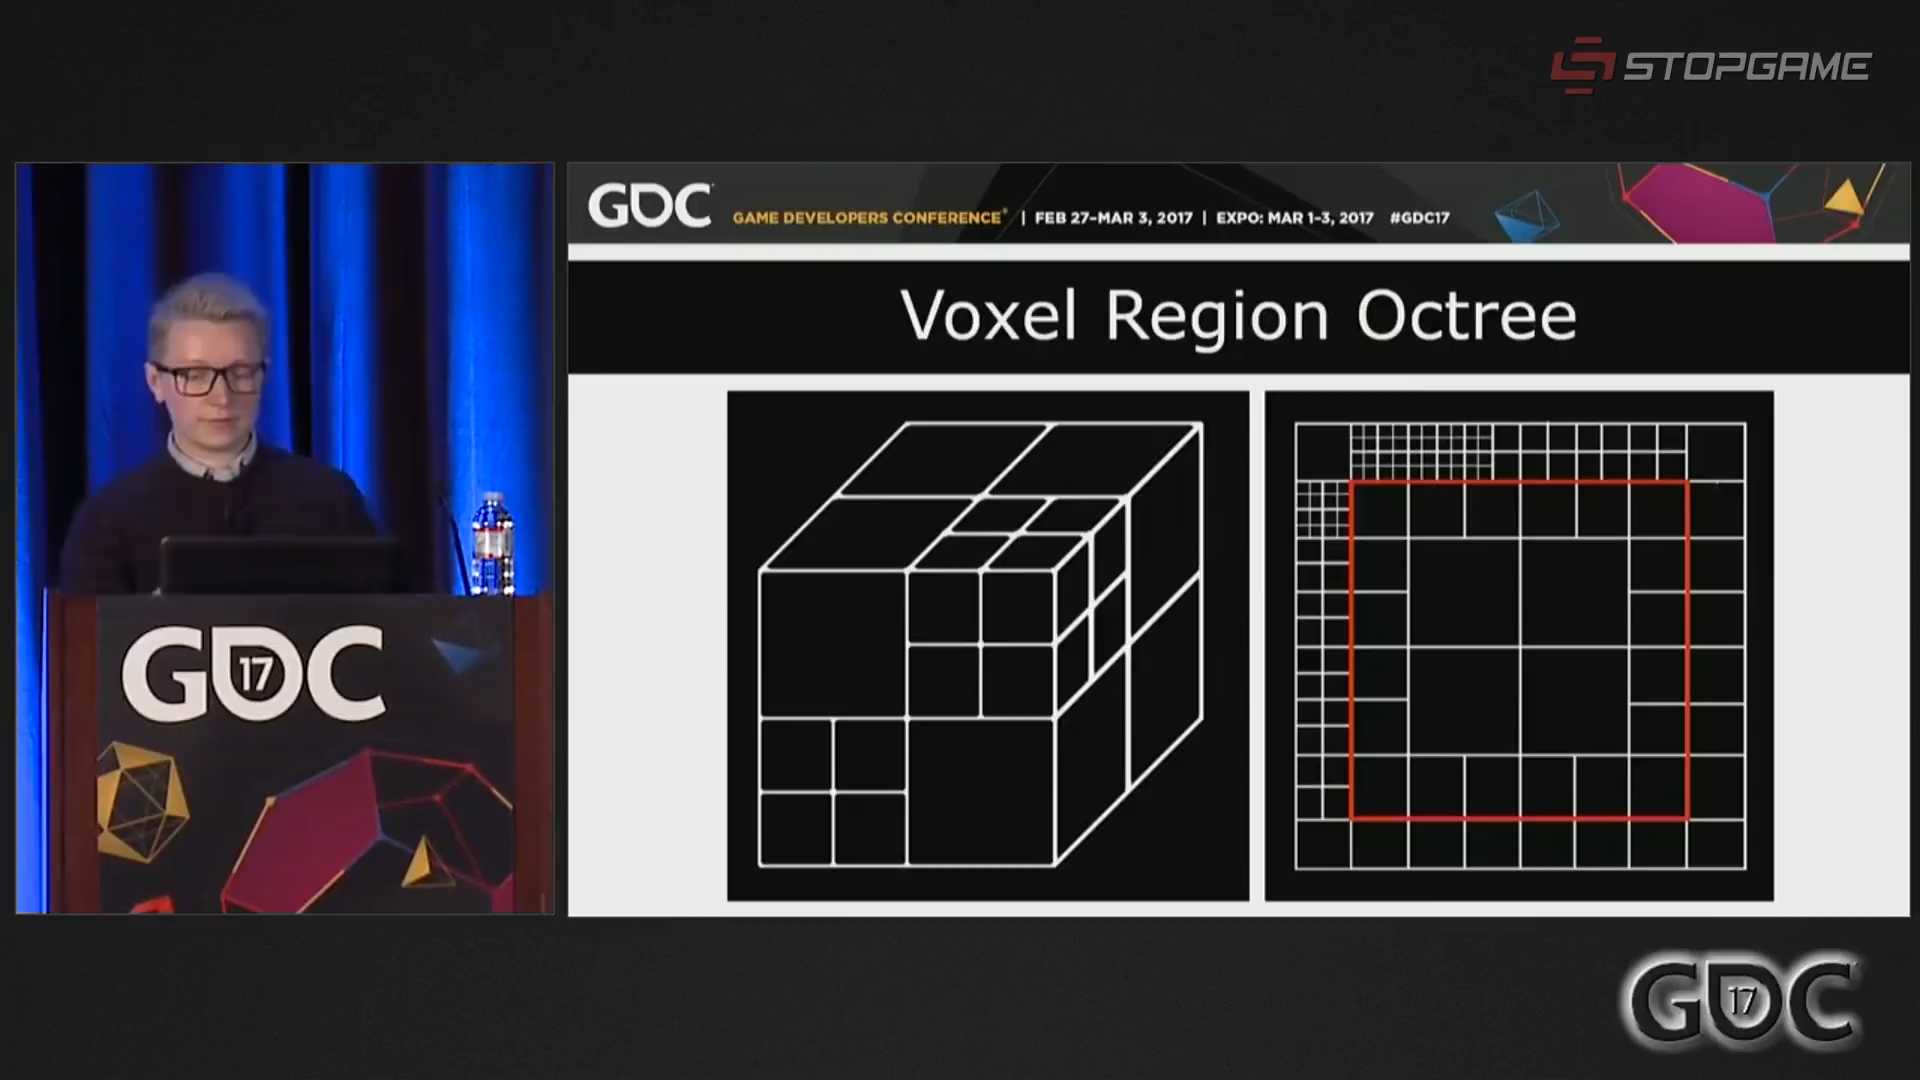 STOPGAME
GDC GAME DEVELOPERS CONFERENCE® | FEB 27–MAR 3, 2017 | EXPO: MAR 1–3, 2017 #GDC17
Voxel Region Octree
GDC 17
GDC 17